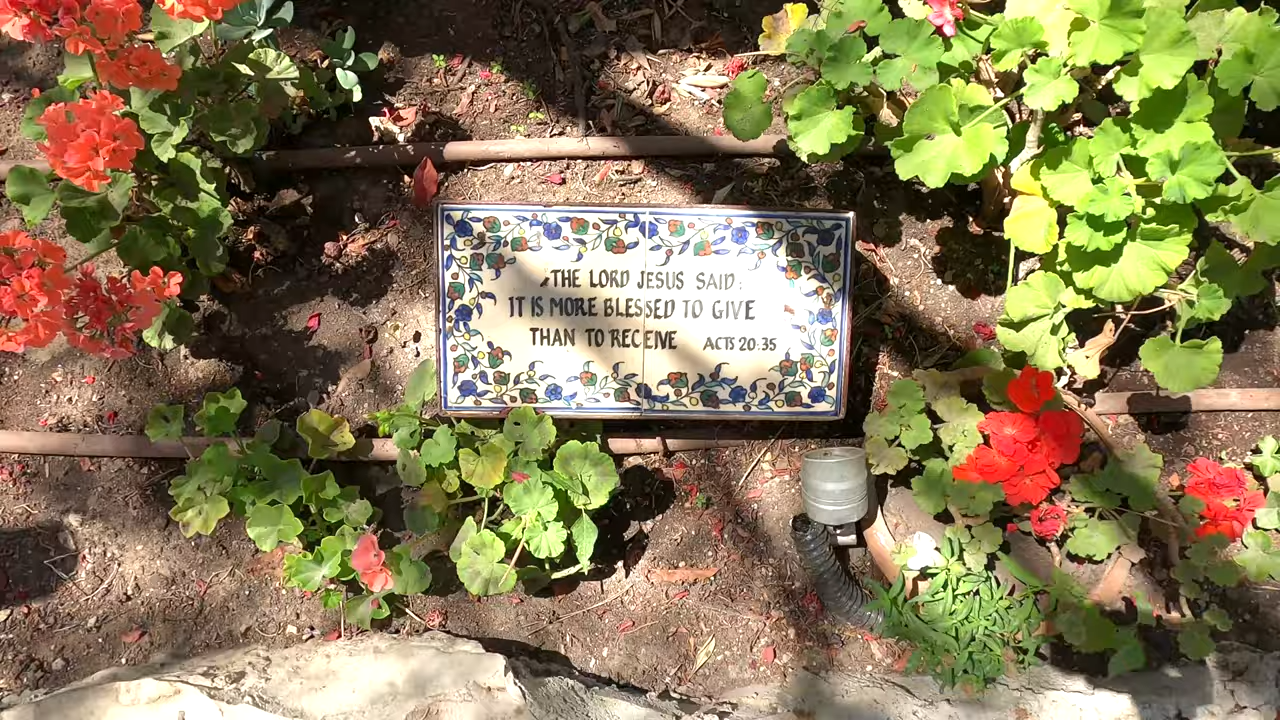 THE LORD JESUS SAID:
IT IS MORE BLESSED TO GIVE
THAN TO RECEIVE ACTS 20:35